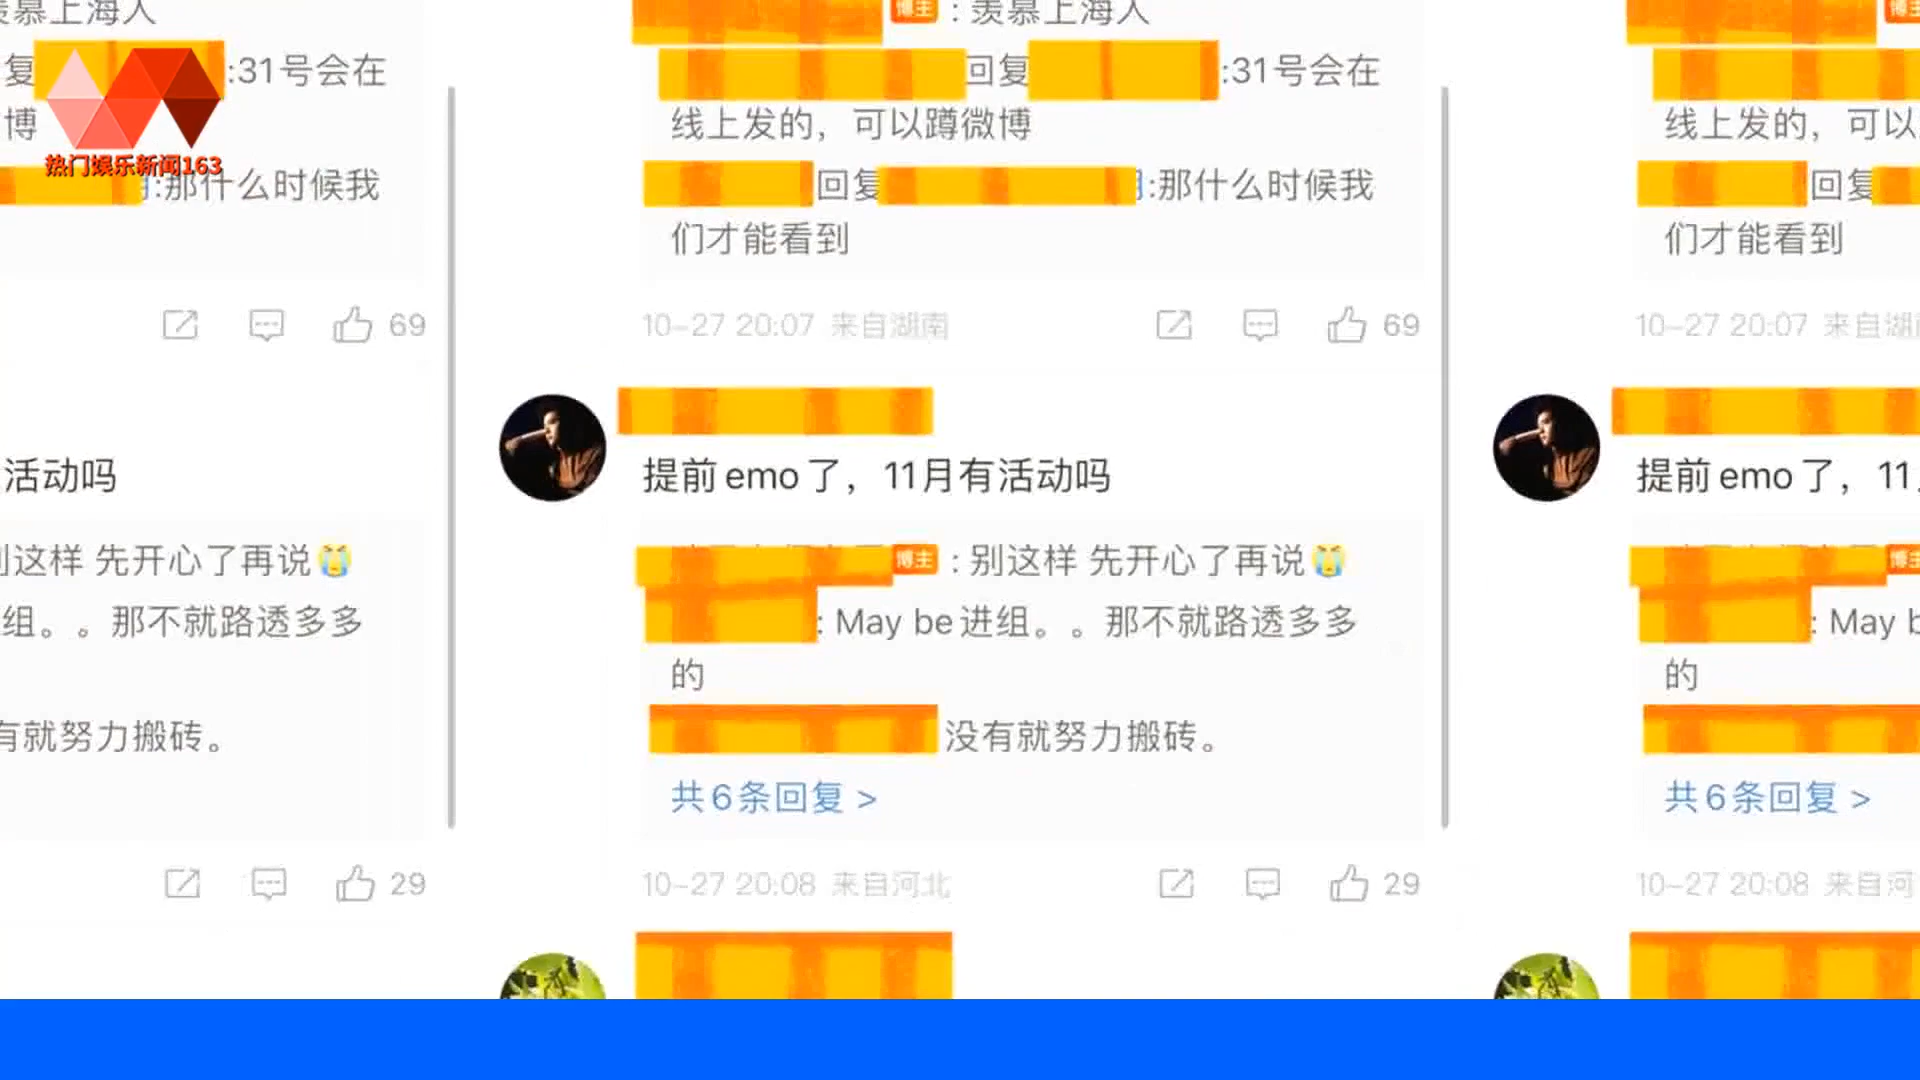 羡慕上海人
复:31号会在
博
热门娱乐新闻163
:那什么时候我
69
活动吗
别这样 先开心了再说😭
组。。那不就路透多多
有就努力搬砖。
29
博主:羡慕上海人
回复:31号会在
线上发的，可以蹲微博
回复:那什么时候我
们才能看到
10-27 20:07 来自湖南
69
提前emo了，11月有活动吗
博主:别这样 先开心了再说😭
: May be进组。。那不就路透多多
的
没有就努力搬砖。
共6条回复 >
10-27 20:08 来自河北
29
博主
线上发的，可以
回复
们才能看到
10-27 20:07 来自湖南
提前emo了，11
博主
: May b
的
共6条回复 >
10-27 20:08 来自河